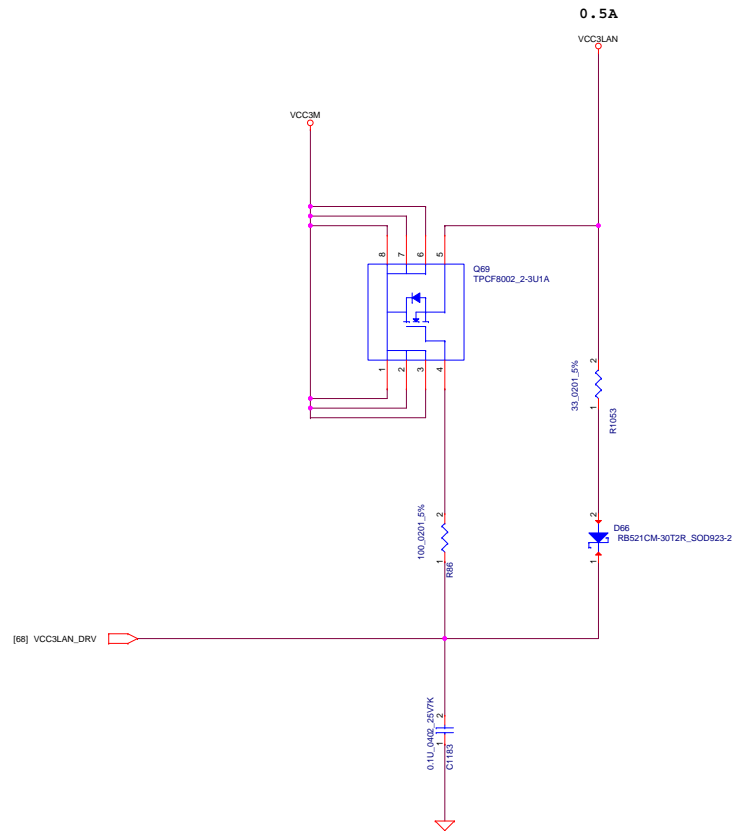 0.5A
VCC3LAN
VCC3M
8
7
6
5
Q69
TPCF8002_2-3U1A
1
2
3
4
33_0201_5%
2
1
R1053
100_0201_5%
2
1
R86
2
D66
RB521CM-30T2R_SOD923-2
1
[68] VCC3LAN_DRV
0.1U_0402_25V7K
2
1
C1183